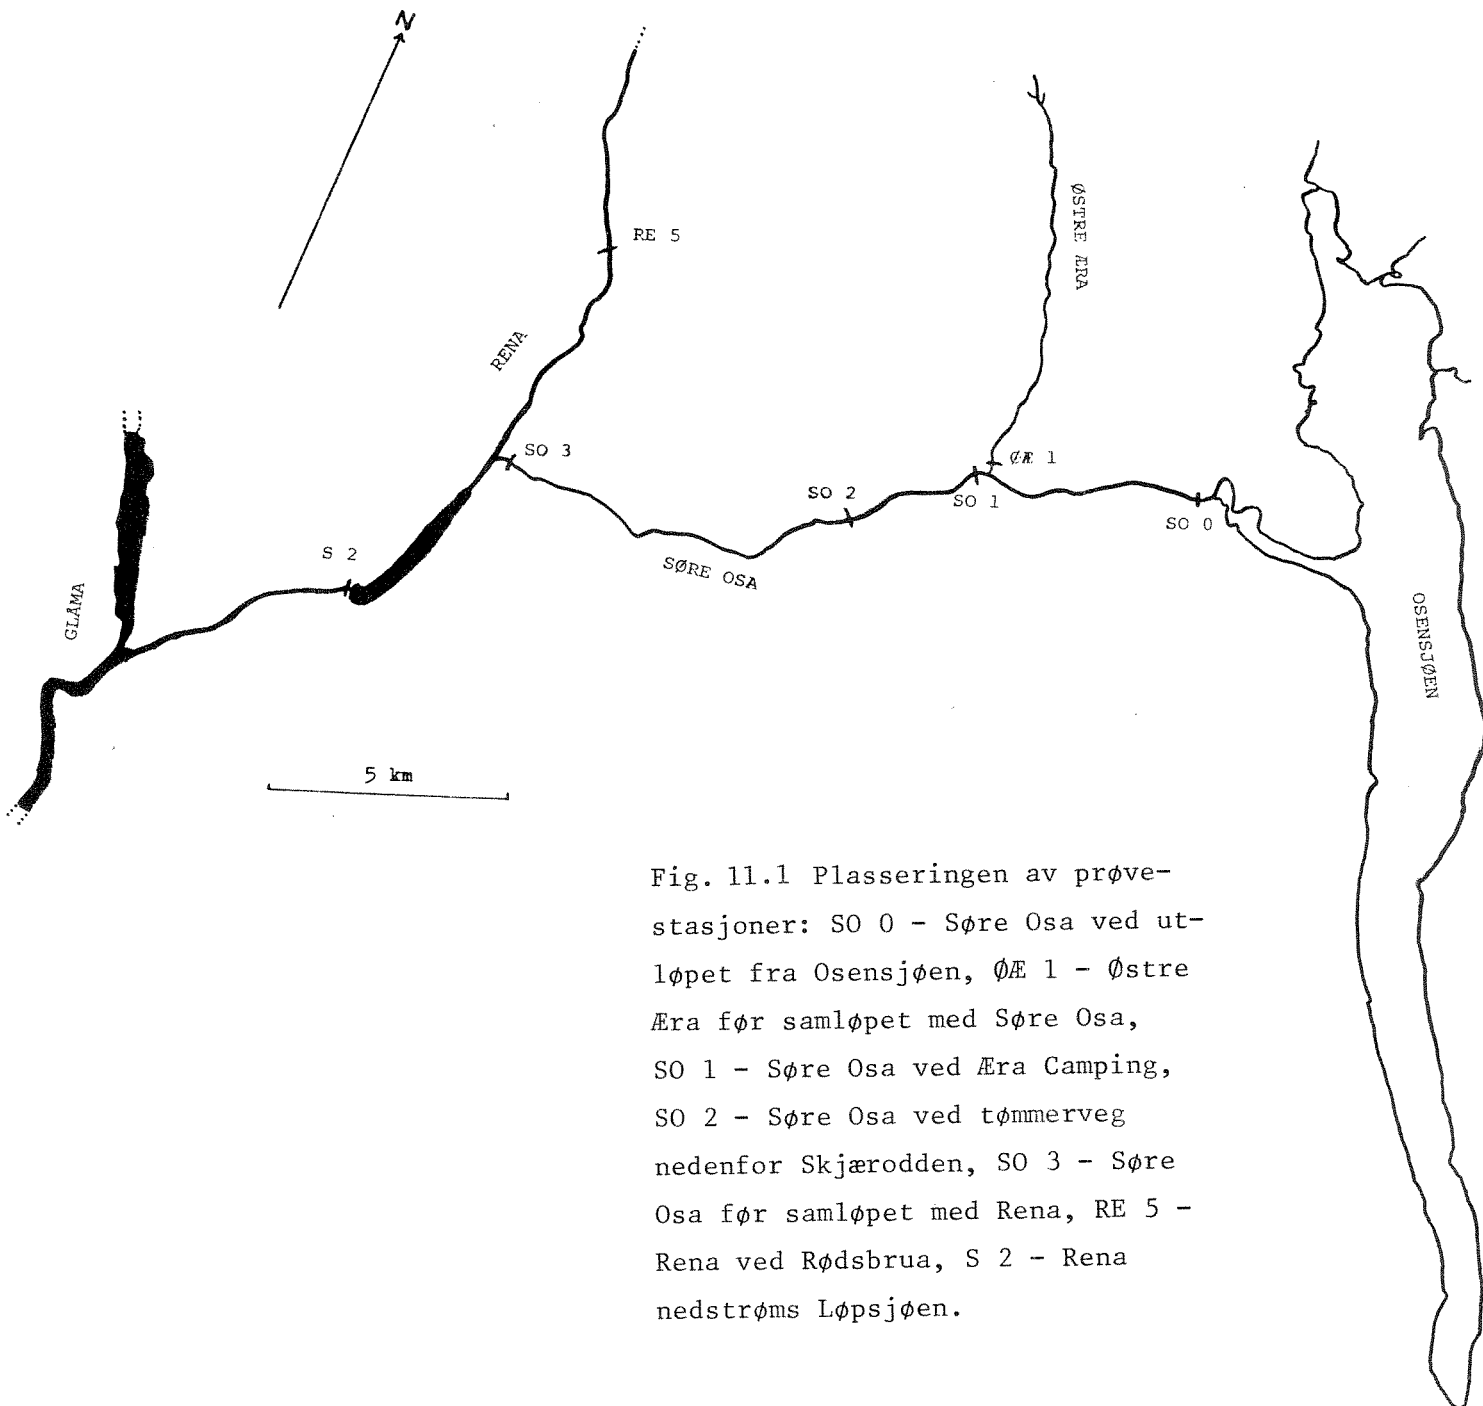 N
RE 5
ØSTRE ÆRA
RENA
SO 3
ØÆ 1
SO 2
SO 1
SO 0
S 2
SØRE OSA
GLÅMA
OSENSJØEN
5 km
Fig. 11.1 Plasseringen av prøve-
stasjoner: SO 0 - Søre Osa ved ut-
løpet fra Osensjøen, ØÆ 1 - Østre
Æra før samløpet med Søre Osa,
SO 1 - Søre Osa ved Æra Camping,
SO 2 - Søre Osa ved tømmerveg
nedenfor Skjærodden, SO 3 - Søre
Osa før samløpet med Rena, RE 5 -
Rena ved Rødsbrua, S 2 - Rena
nedstrøms Løpsjøen.